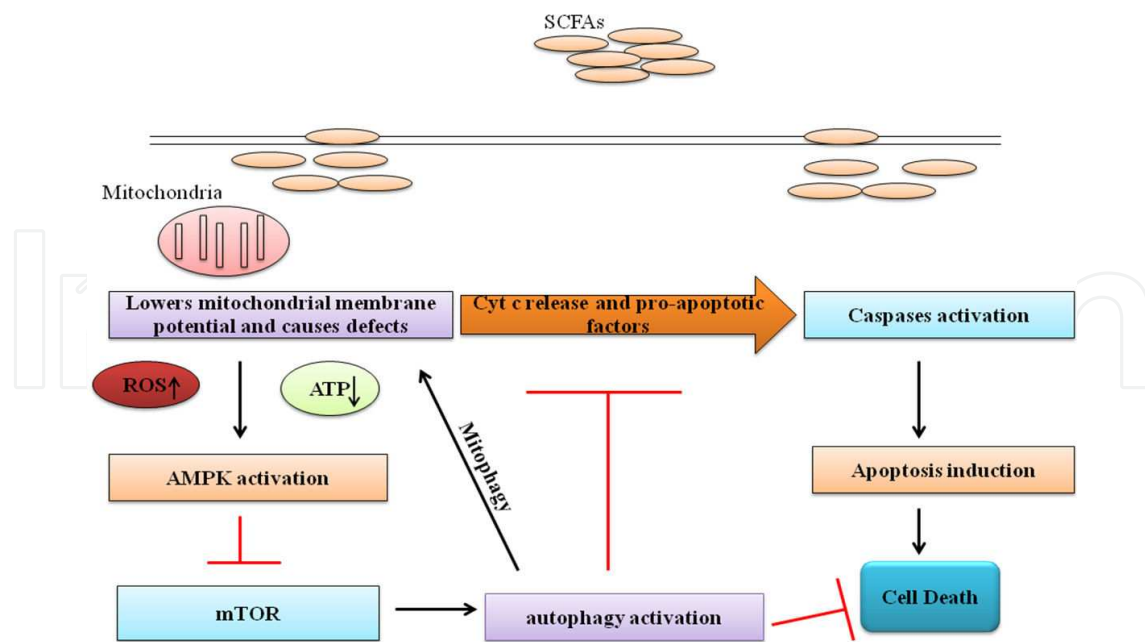 SCFAs
Mitochondria
Lowers mitochondrial membrane
potential and causes defects
Cyt c release and pro-apoptotic
factors
Caspases activation
ROS↑
ATP↓
Mitophagy
AMPK activation
Apoptosis induction
mTOR
autophagy activation
Cell Death